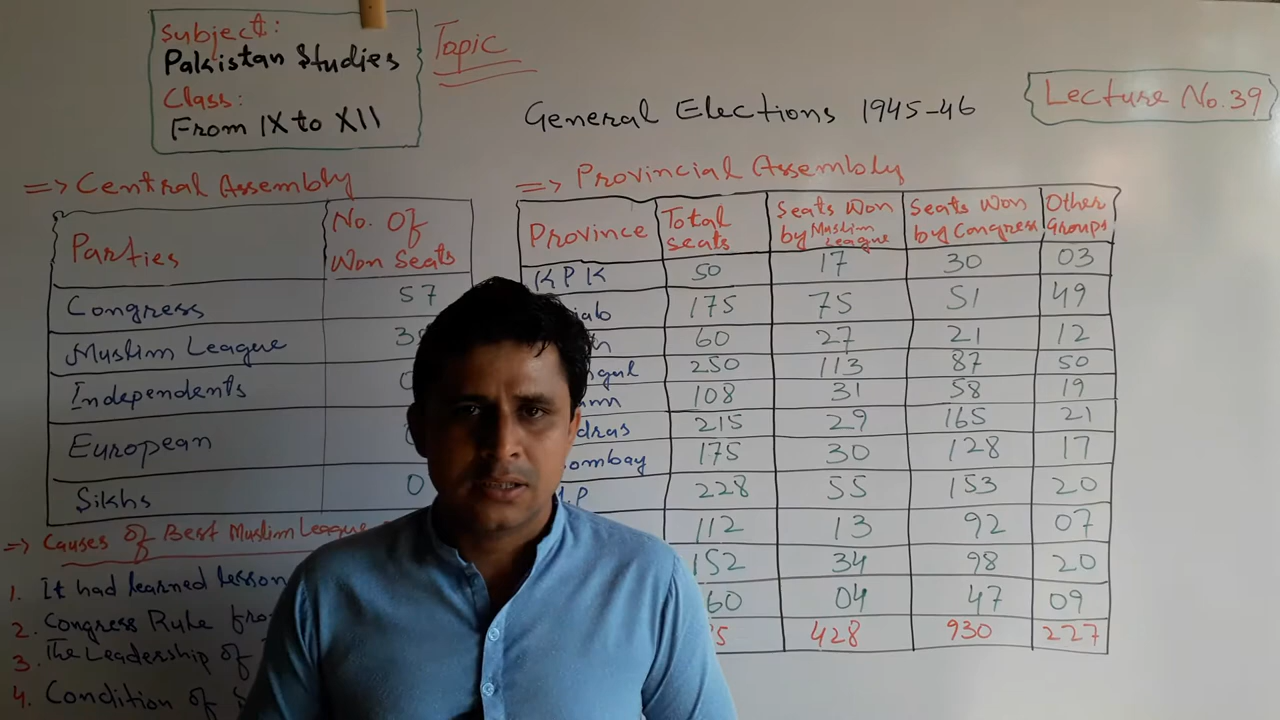 Subject:
Pakistan Studies
Class:
From IX to XII
Topic
General Elections 1945-46
Lecture No.39
=> Central Assembly
Parties No. Of Won Seats
Congress 57
Muslim League
Independents
European
Sikhs 0
=> Causes of Best Muslim League
1. It had learned lesson
2. Congress Rule
3. The Leadership of
4. Condition of
=> Provincial Assembly
Province Total seats Seats Won by Muslim League Seats Won by Congress Other Groups
KPK 50 17 30 03
175 75 51 49
60 27 21 12
250 113 87 50
108 31 58 19
215 29 165 21
175 30 128 17
228 55 153 20
112 13 92 07
152 34 98 20
60 04 47 09
428 930 227